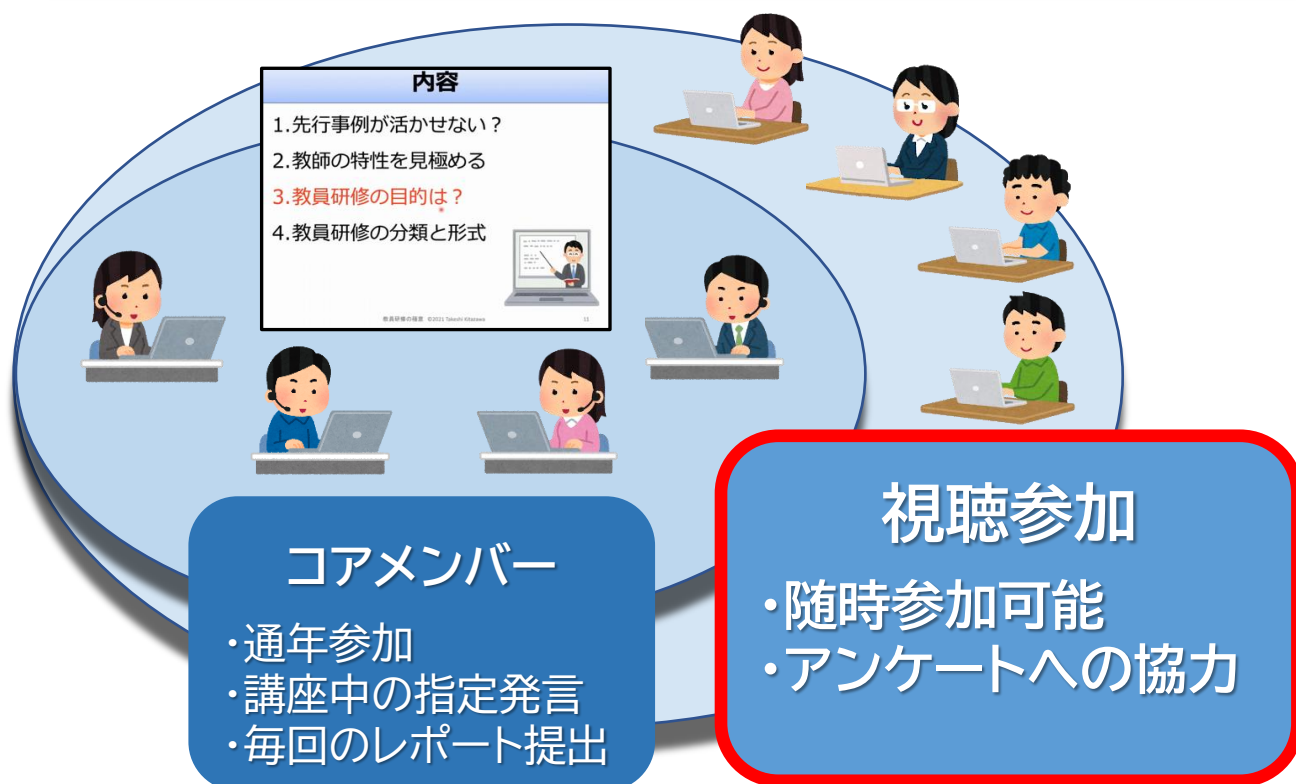 内容
1.先行事例が活かせない？
2.教師の特性を見極める
3.教員研修の目的は？
4.教員研修の分類と形式
©2021 Takeshi Kitazawa
11
コアメンバー
・通年参加
・講座中の指定発言
・毎回のレポート提出
視聴参加
・随時参加可能
・アンケートへの協力